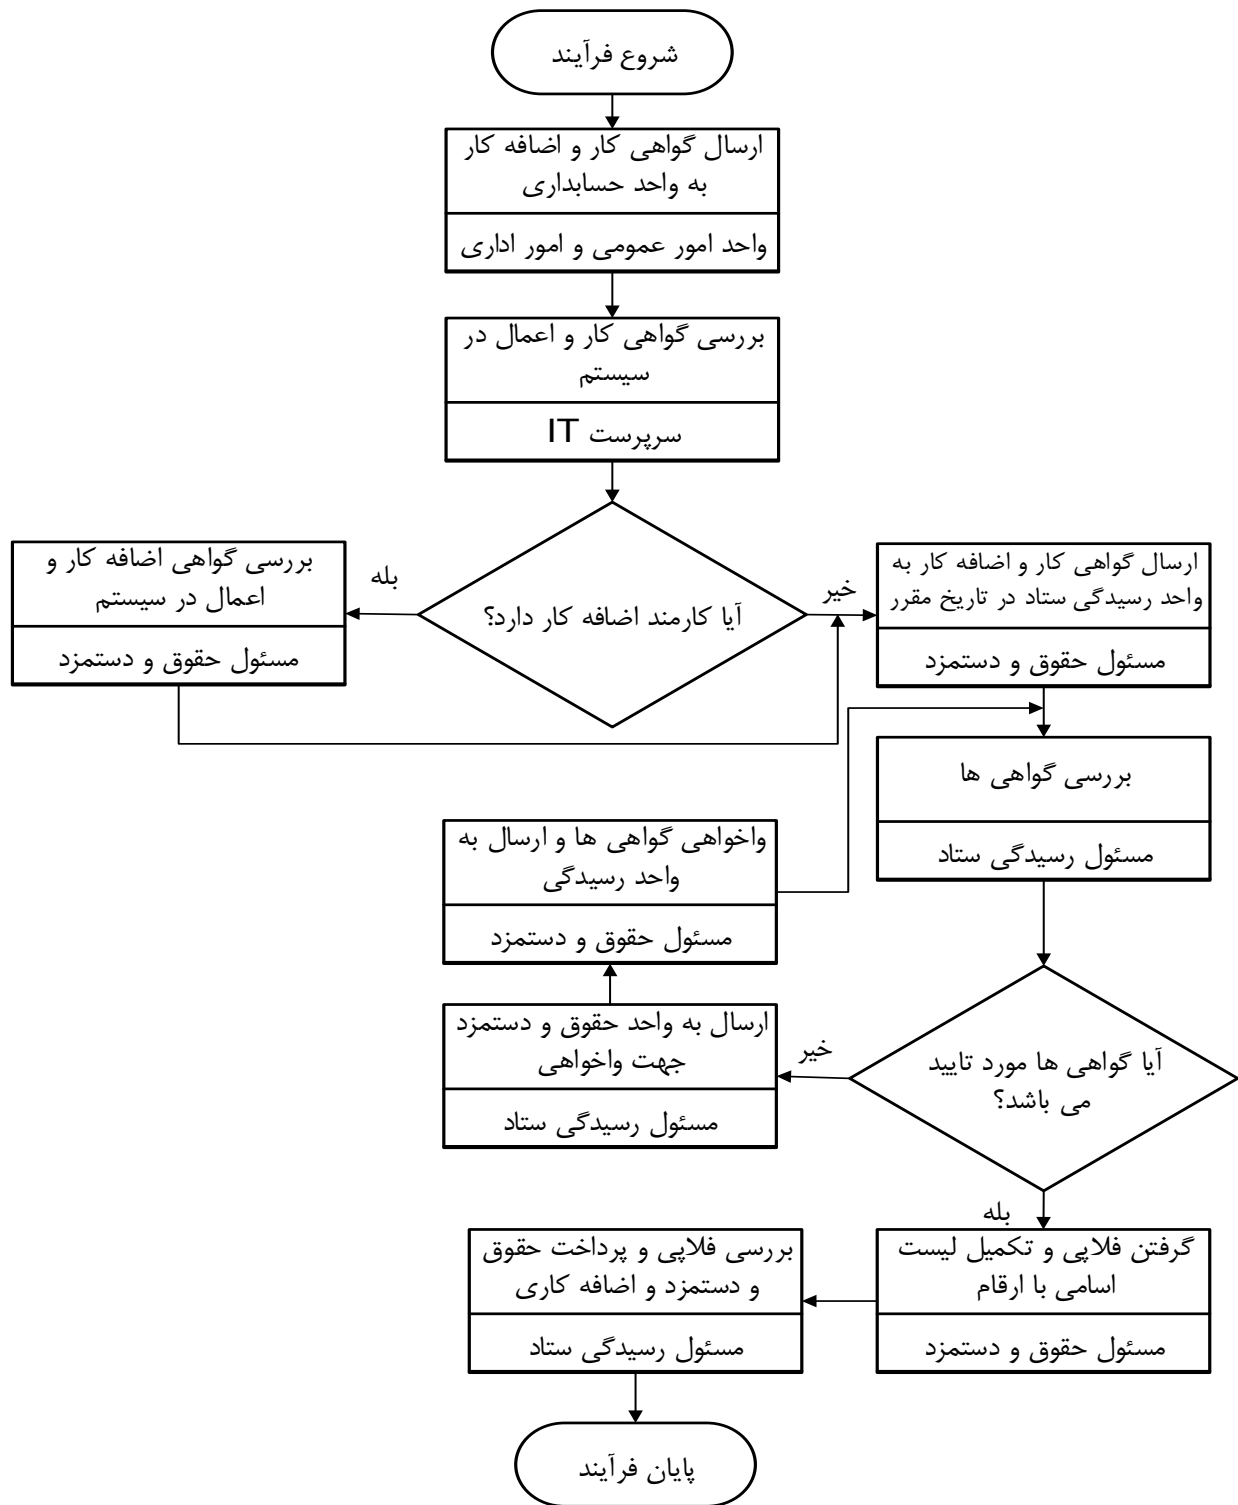 شروع فرآیند
ارسال گواهی کار و اضافه کار
به واحد حسابداری
واحد امور عمومی و امور اداری
بررسی گواهی کار و اعمال در
سیستم
سرپرست IT
آیا کارمند اضافه کار دارد؟
بله
خیر
بررسی گواهی اضافه کار و
اعمال در سیستم
مسئول حقوق و دستمزد
ارسال گواهی کار و اضافه کار به
واحد رسیدگی ستاد در تاریخ مقرر
مسئول حقوق و دستمزد
بررسی گواهی ها
مسئول رسیدگی ستاد
آیا گواهی ها مورد تایید
می باشد؟
خیر
ارسال به واحد حقوق و دستمزد
جهت واخواهی
مسئول رسیدگی ستاد
واخواهی گواهی ها و ارسال به
واحد رسیدگی
مسئول حقوق و دستمزد
بله
گرفتن فلاپی و تکمیل لیست
اسامی با ارقام
مسئول حقوق و دستمزد
بررسی فلاپی و پرداخت حقوق
و دستمزد و اضافه کاری
مسئول رسیدگی ستاد
پایان فرآیند